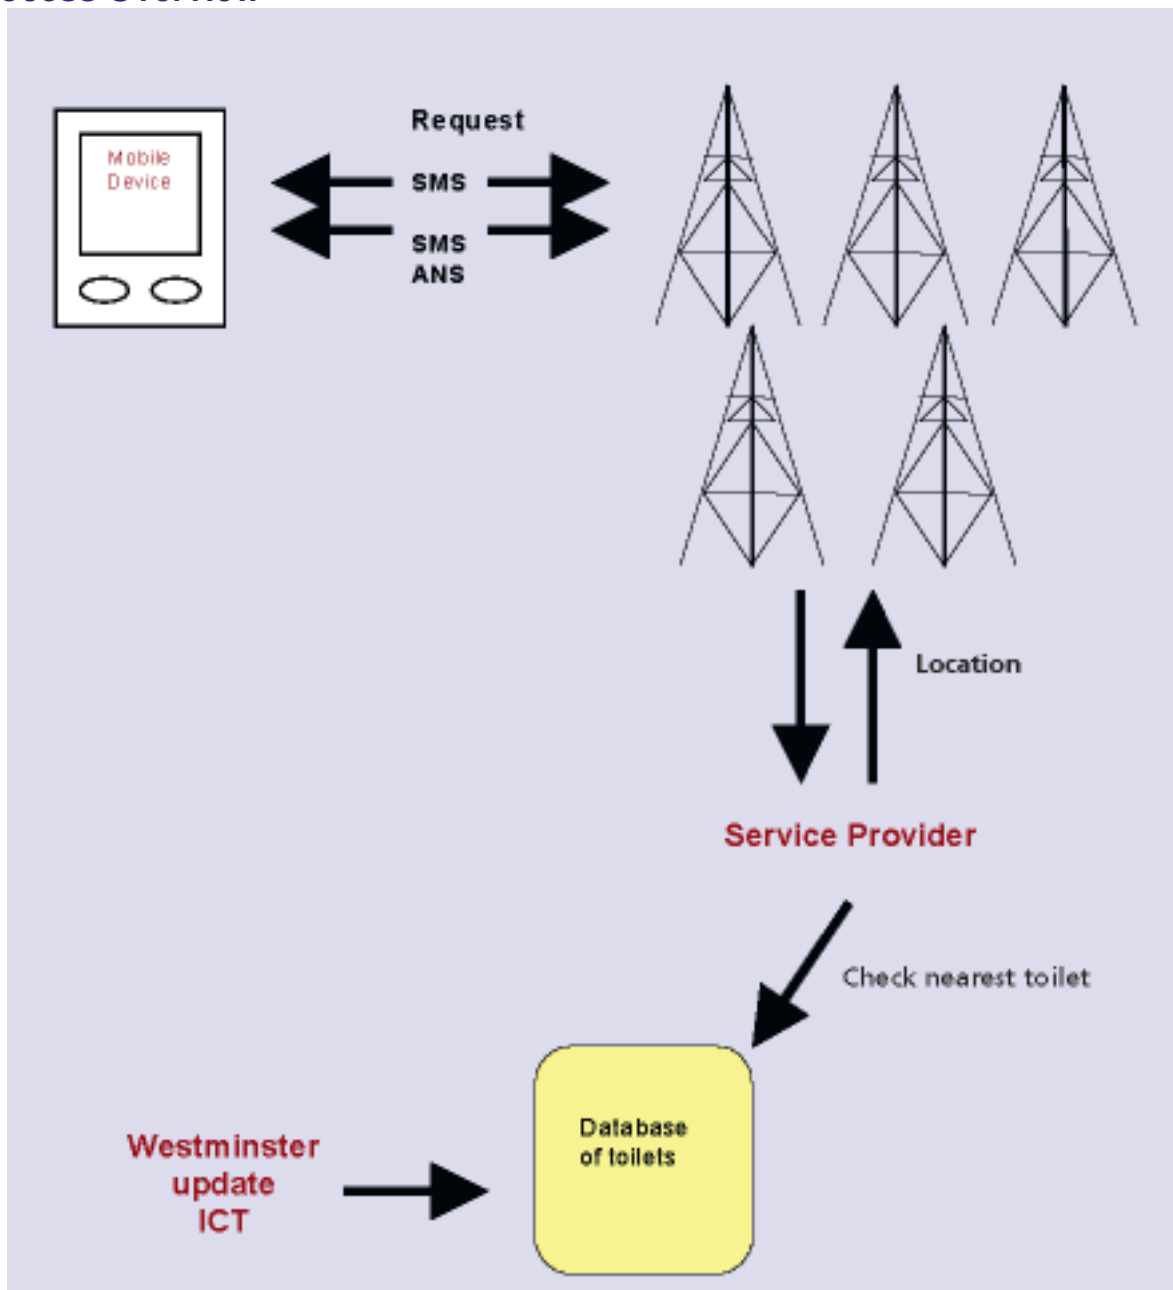 Request
Mobile
Device
SMS
SMS
ANS
Location
Service Provider
Check nearest toilet
Database
of toilets
Westminster
update
ICT